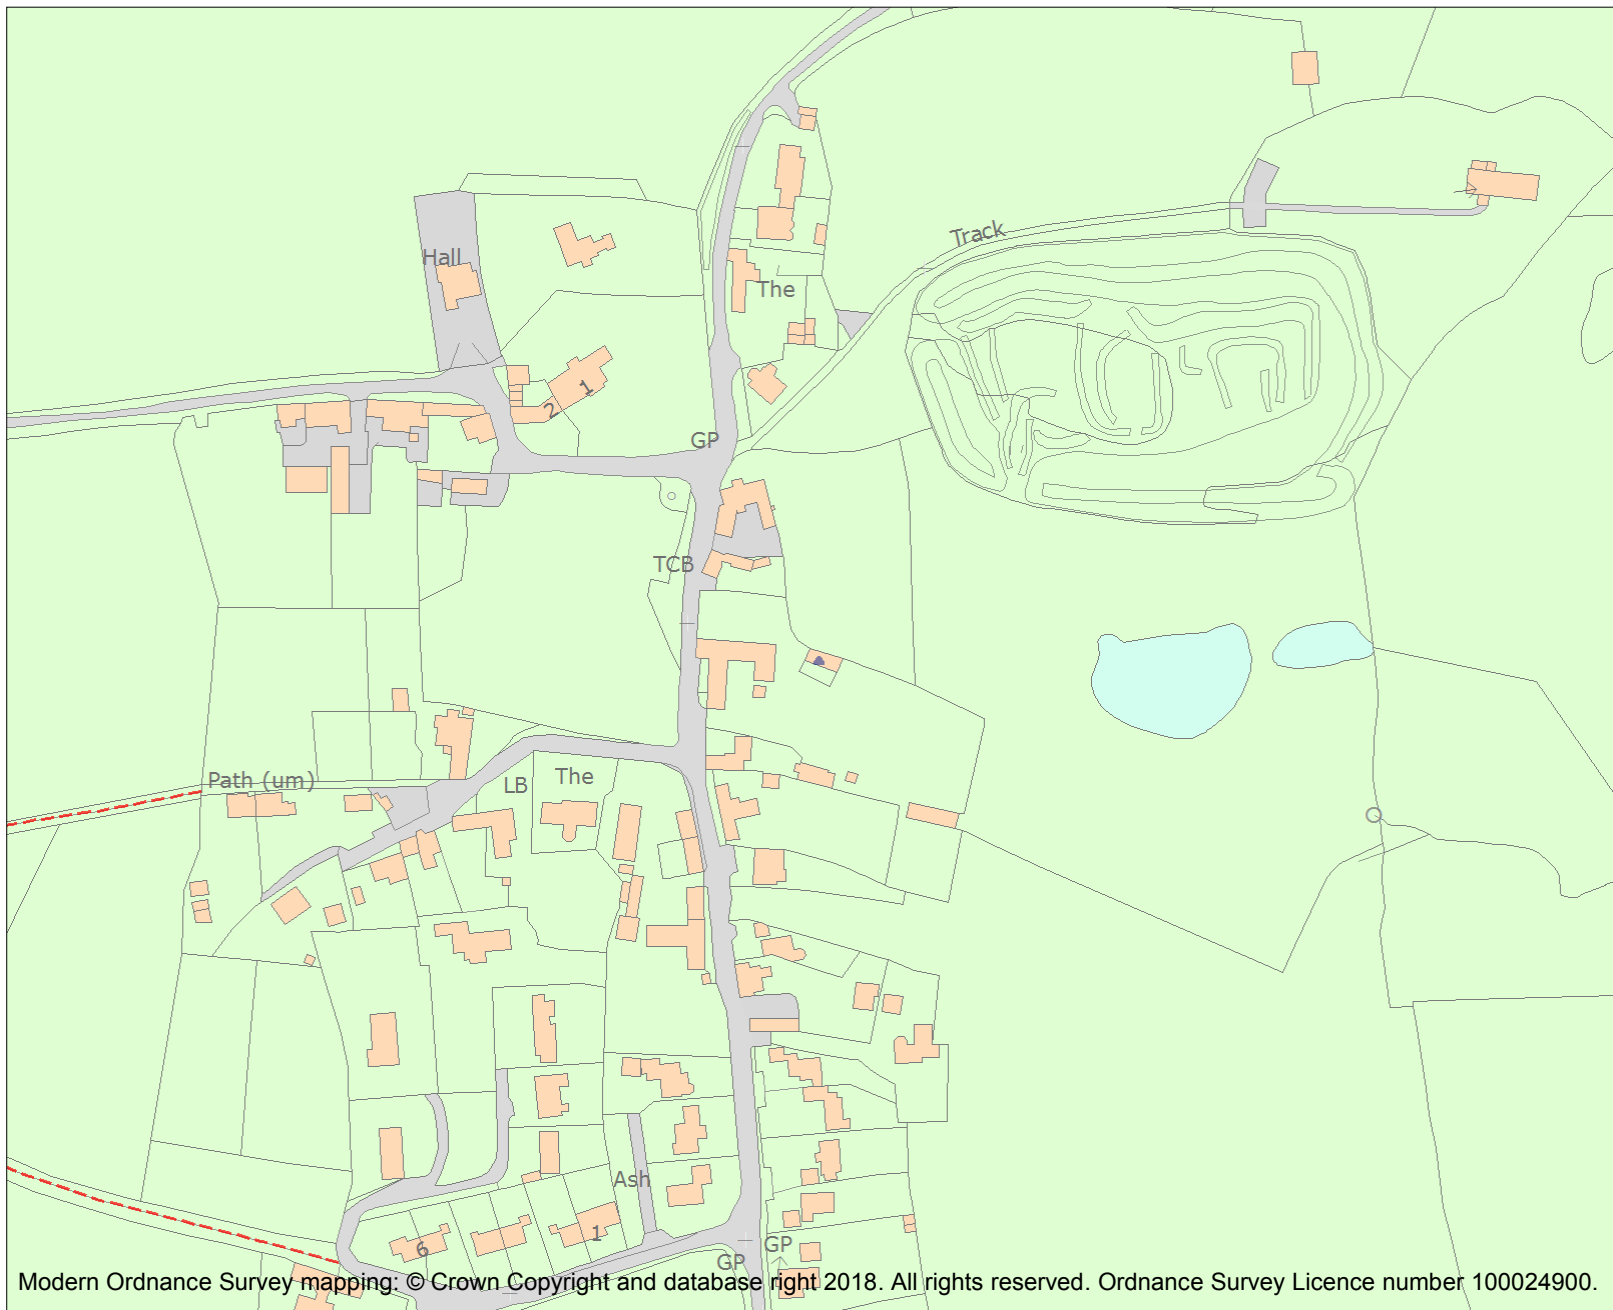 Track
Hall
The
1
2
GP
TCB
Path (um)
The
LB
Ash
1
6
GP
GP
Modern Ordnance Survey mapping: © Crown Copyright and database right 2018. All rights reserved. Ordnance Survey Licence number 100024900.